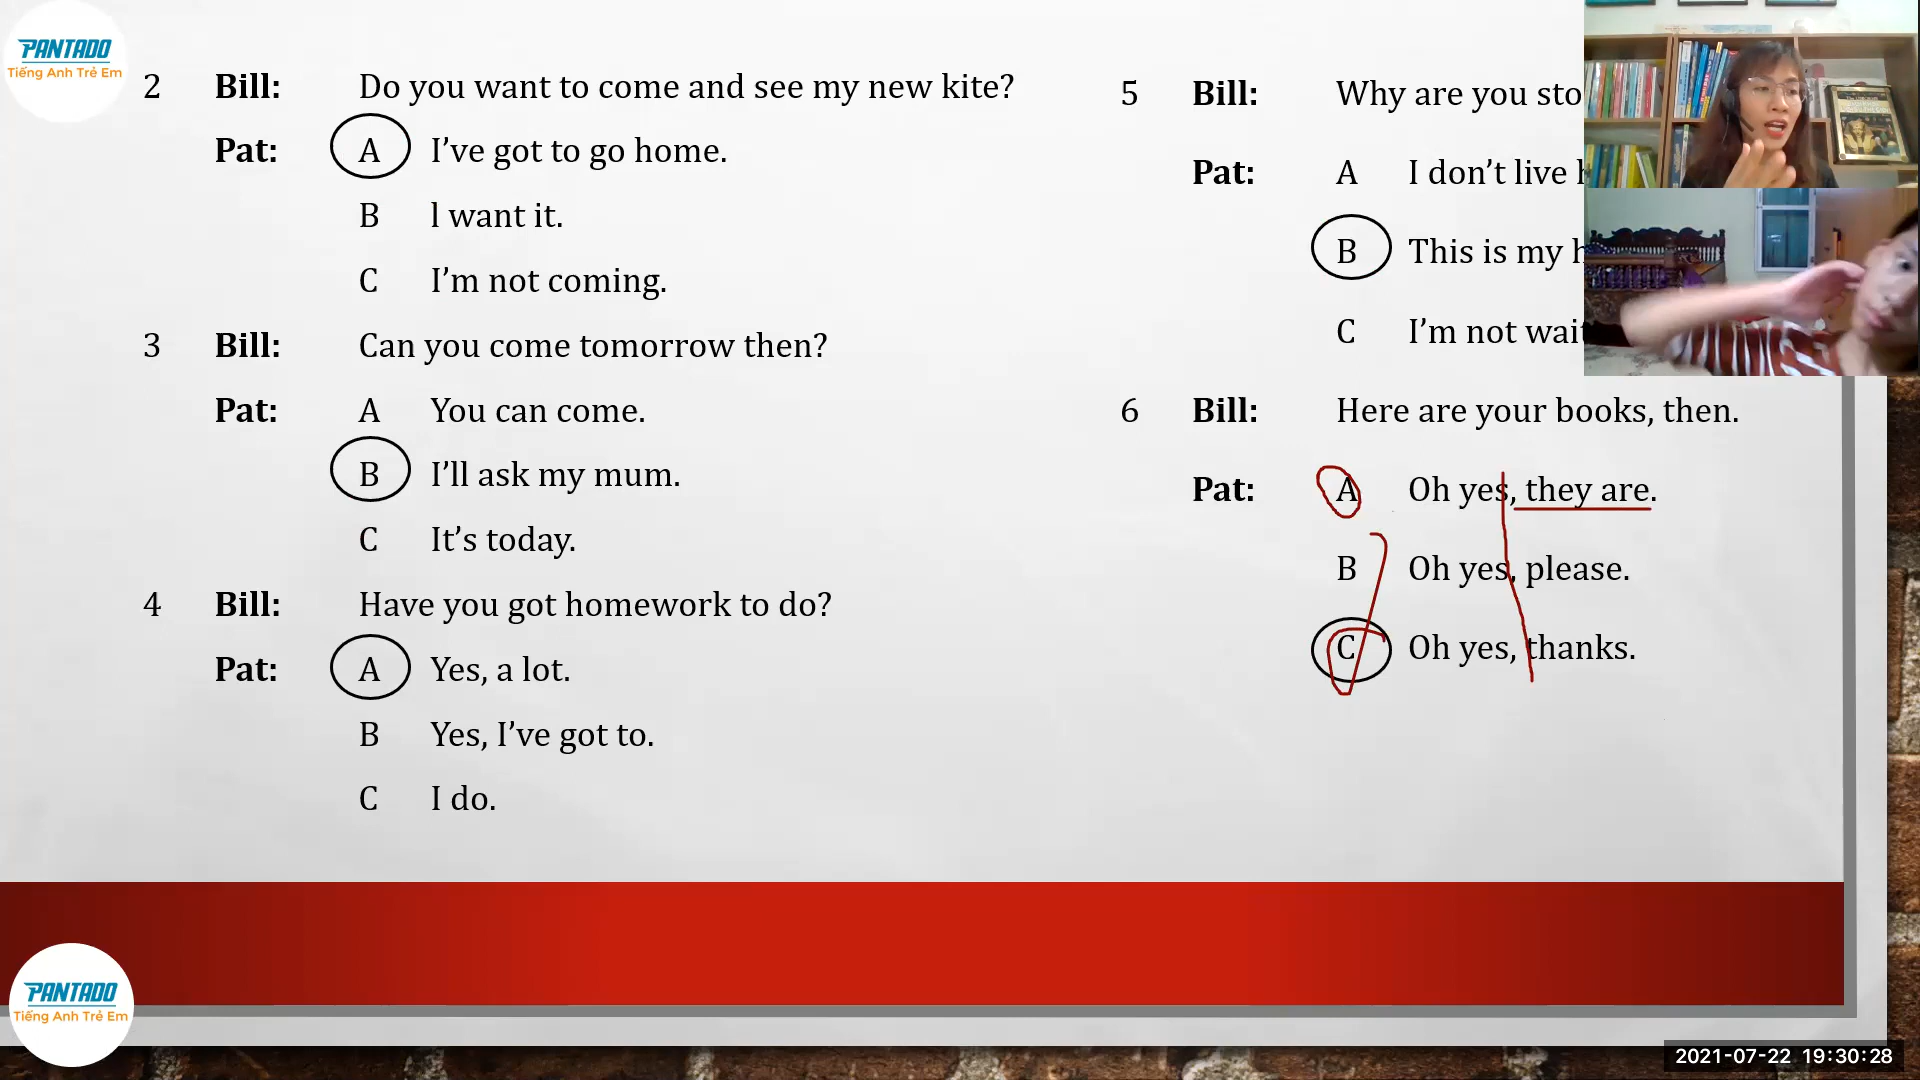 PANTADO
Tiếng Anh Trẻ Em
2 Bill: Do you want to come and see my new kite?
Pat: A I've got to go home.
B l want it.
C I'm not coming.
3 Bill: Can you come tomorrow then?
Pat: A You can come.
B I'll ask my mum.
C It's today.
4 Bill: Have you got homework to do?
Pat: A Yes, a lot.
B Yes, I've got to.
C I do.
5 Bill: Why are you
Pat: A I don't live
B This is my
C I'm not
6 Bill: Here are your books, then.
Pat: A Oh yes, they are.
B Oh yes, please.
C Oh yes, thanks.
PANTADO
Tiếng Anh Trẻ Em
2021-07-22 19:30:28